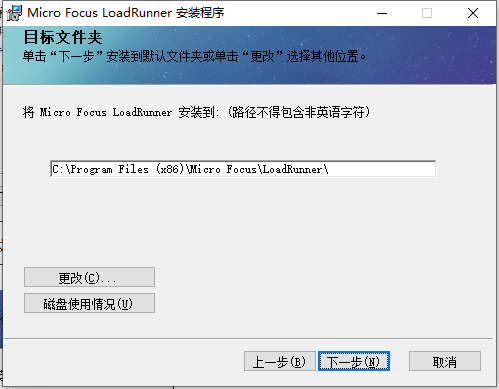 Micro Focus LoadRunner 安装程序
目标文件夹
单击“下一步”安装到默认文件夹或单击“更改”选择其他位置。
将 Micro Focus LoadRunner 安装到: (路径不得包含非英语字符)
C:\Program Files (x86)\Micro Focus\LoadRunner\
更改(C)...
磁盘使用情况(U)
上一步(B) 下一步(N) 取消